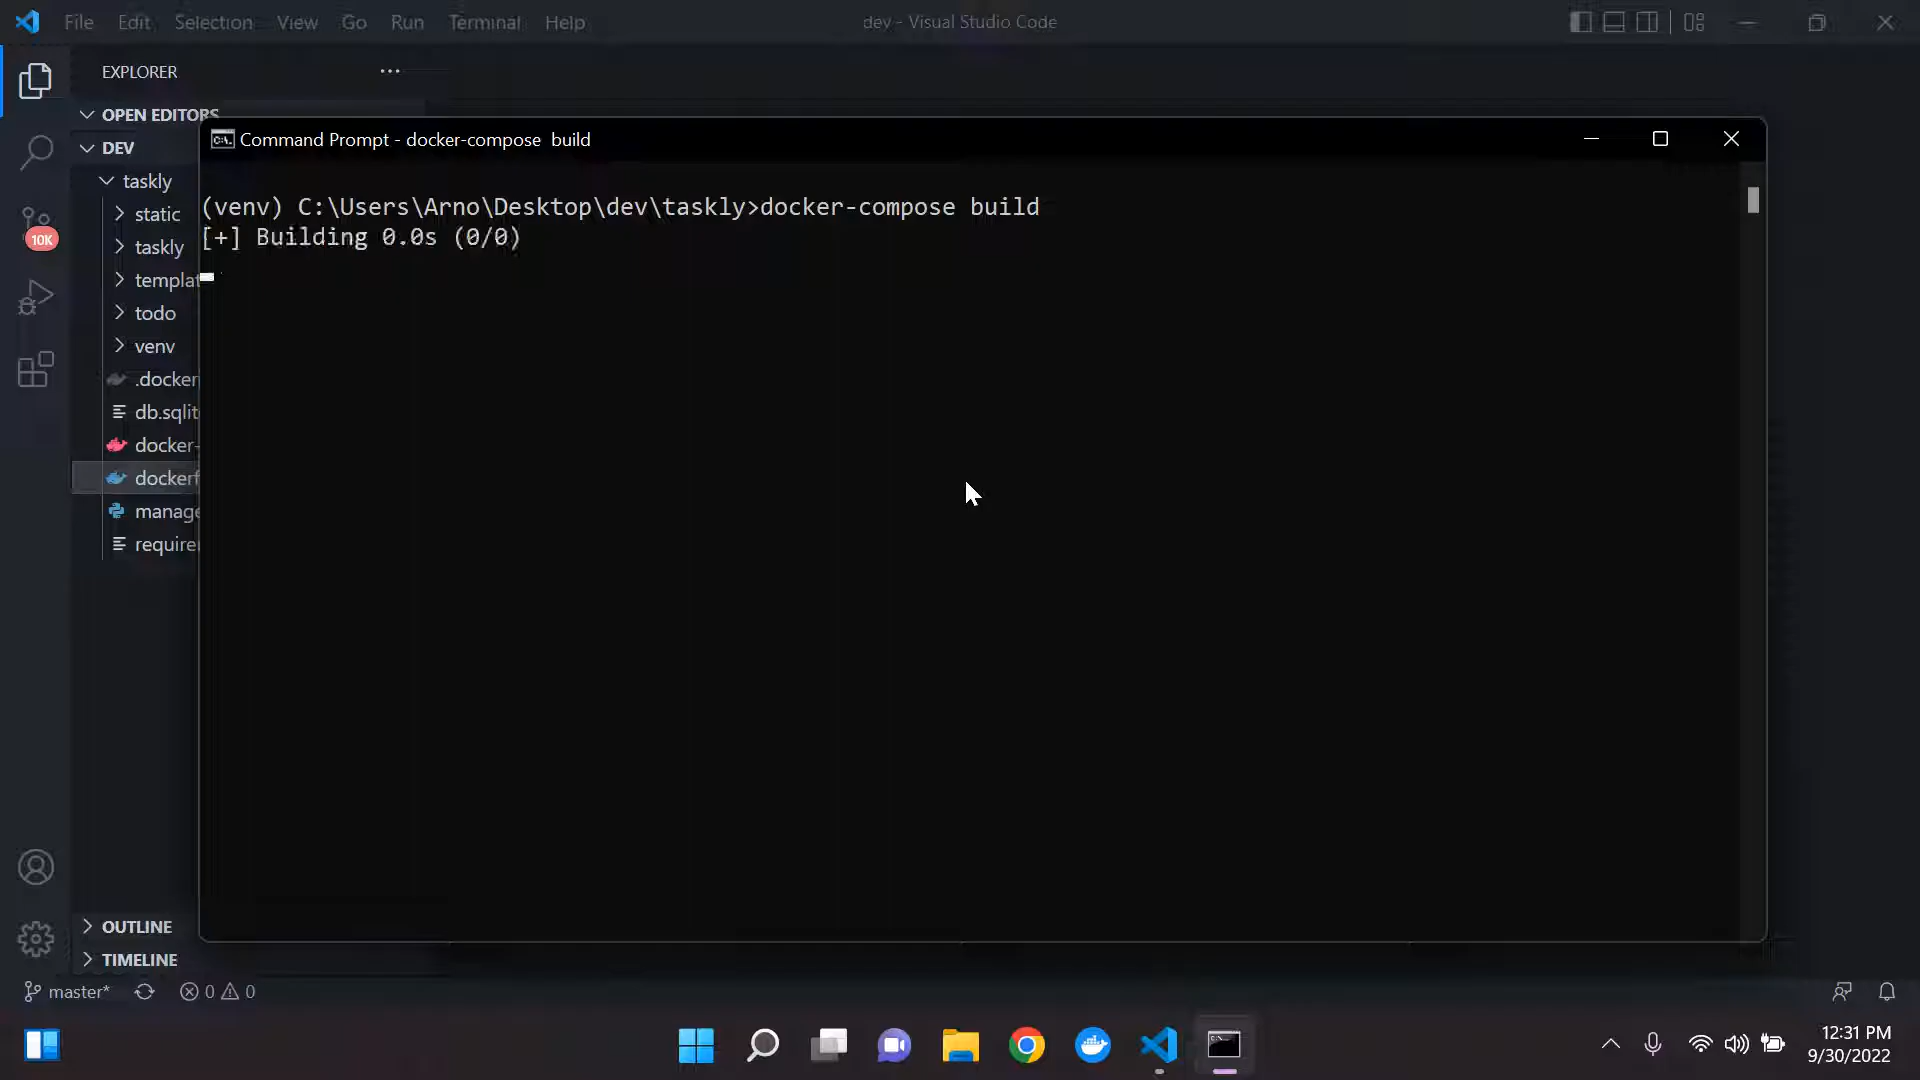 File Edit Selection View Go Run Terminal Help
dev - Visual Studio Code
EXPLORER
OPEN EDITORS
DEV
taskly
static
taskly
templat
todo
venv
.docker
db.sqlit
docker-
dockerf
manage
require
10K
Command Prompt - docker-compose build
(venv) C:\Users\Arno\Desktop\dev\taskly>docker-compose build
[+] Building 0.0s (0/0)
OUTLINE
TIMELINE
master* 0 0
12:31 PM
9/30/2022